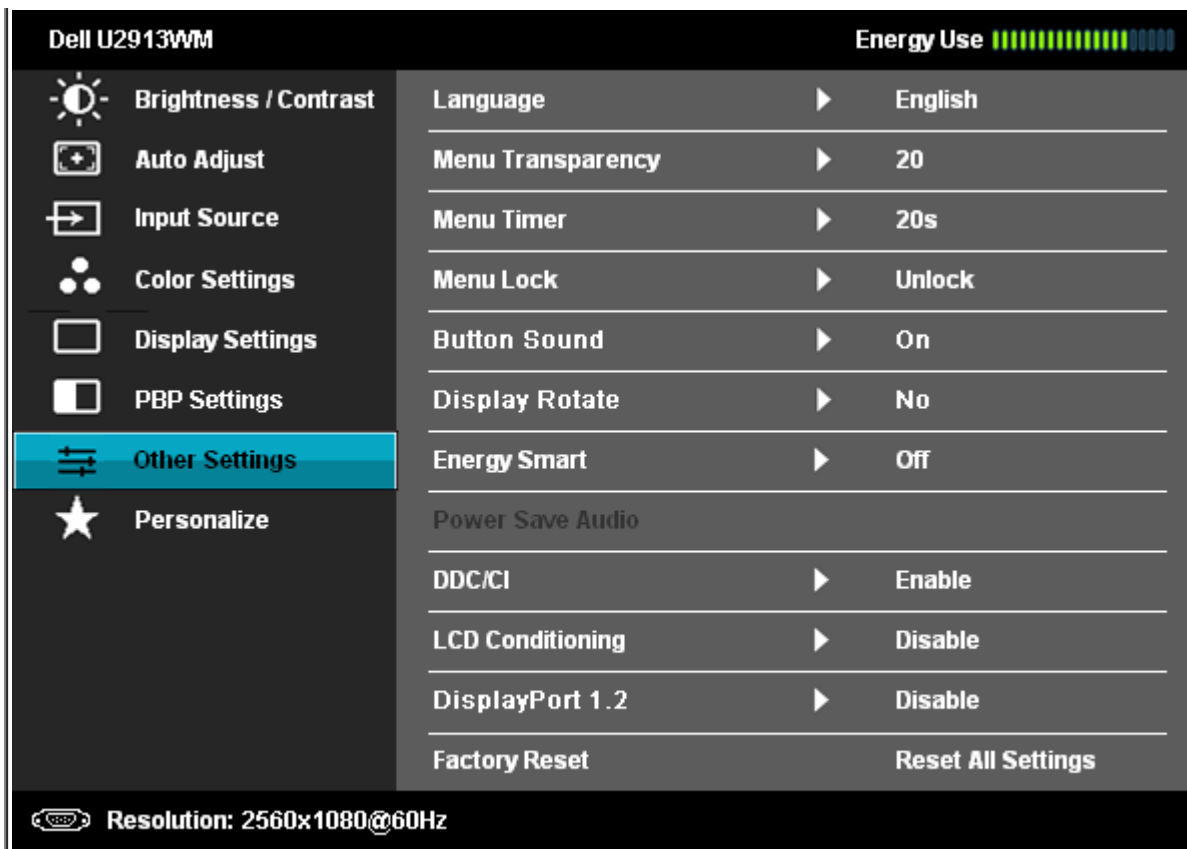 Dell U2913WM Energy Use
Brightness / Contrast Language English
Auto Adjust Menu Transparency 20
Input Source Menu Timer 20s
Color Settings Menu Lock Unlock
Display Settings Button Sound On
PBP Settings Display Rotate No
Other Settings Energy Smart Off
Personalize Power Save Audio
DDC/CI Enable
LCD Conditioning Disable
DisplayPort 1.2 Disable
Factory Reset Reset All Settings
Resolution: 2560x1080@60Hz